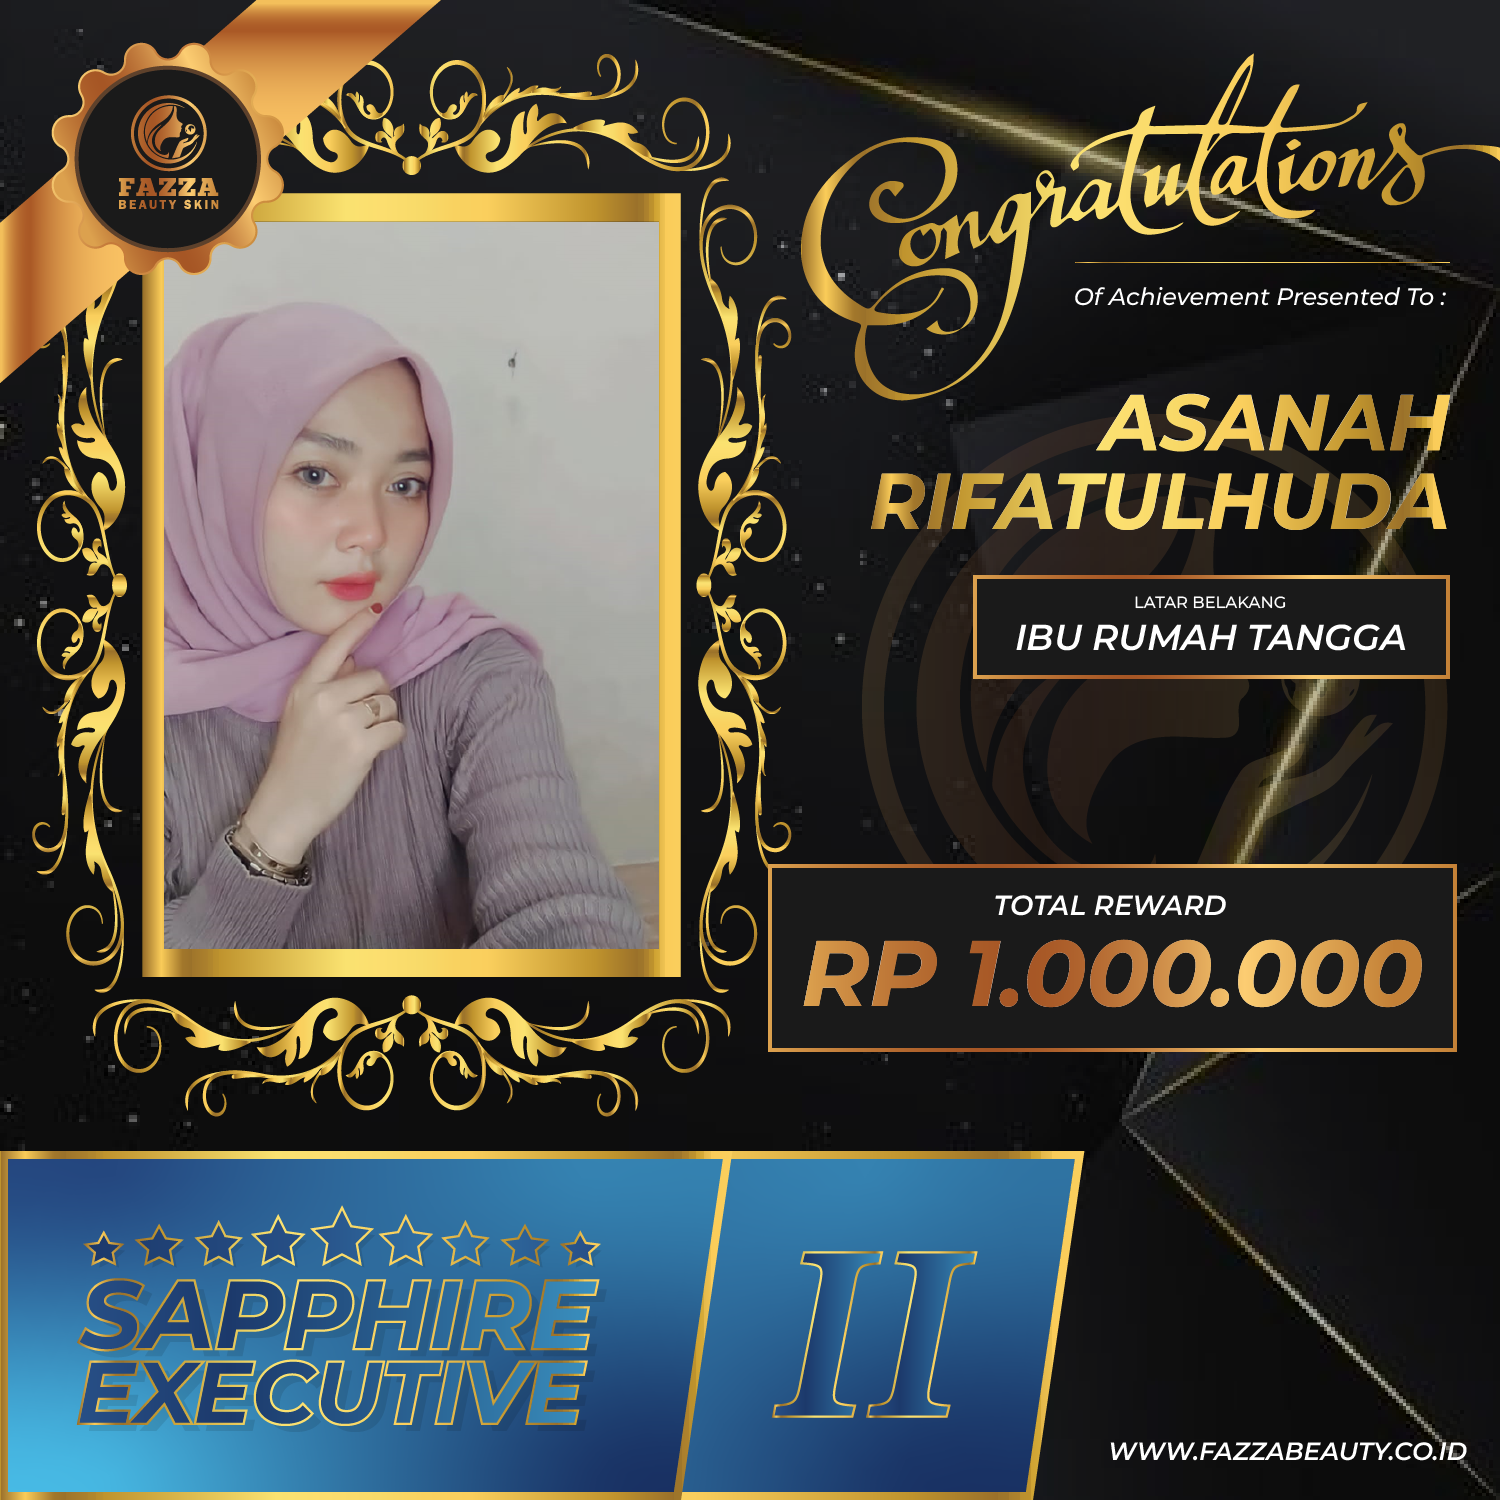 FAZZA
BEAUTY SKIN
Congratulations
Of Achievement Presented To :
ASANAH
RIFATULHUDA
LATAR BELAKANG
IBU RUMAH TANGGA
TOTAL REWARD
RP 1.000.000
SAPPHIRE
EXECUTIVE
II
WWW.FAZZABEAUTY.CO.ID